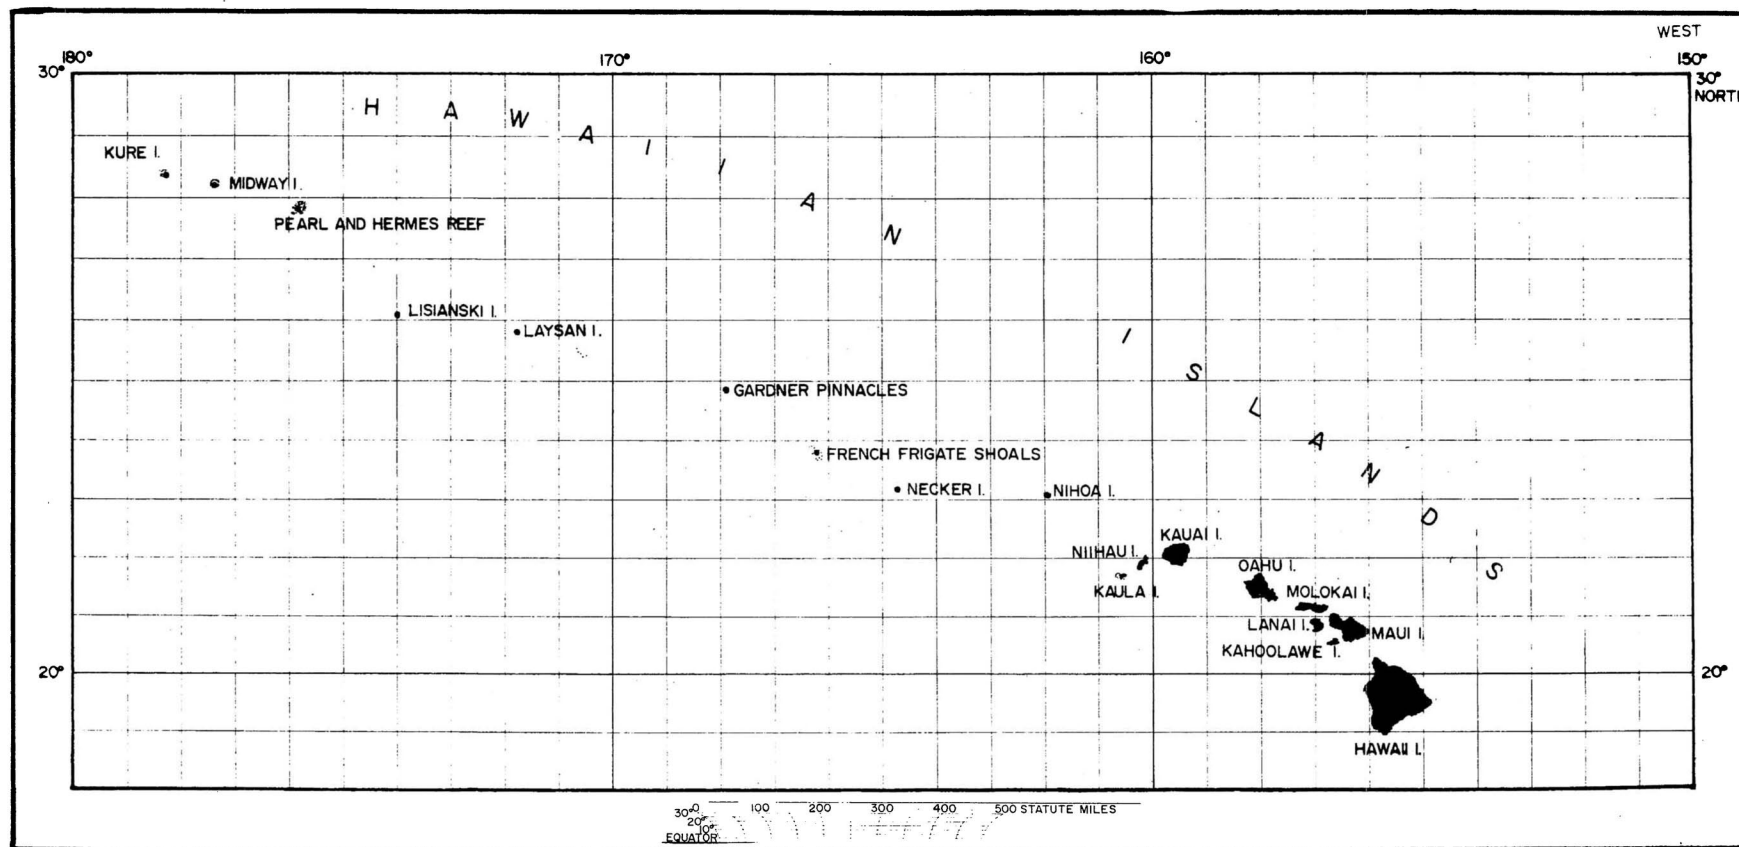 WEST
180°
170°
160°
150°
30°
30°
NORTH
HAWAIIAN
ISLANDS
KURE I.
MIDWAY I.
PEARL AND HERMES REEF
LISIANSKI I.
LAYSAN I.
GARDNER PINNACLES
FRENCH FRIGATE SHOALS
NECKER I.
NIHOA I.
KAUAI I.
NIIHAU I.
KAULA I.
OAHU I.
MOLOKAI I.
LANAI I.
MAUI I.
KAHOOLAWE I.
20°
20°
HAWAII I.
0 100 200 300 400 500 STATUTE MILES
30°
20°
10°
EQUATOR